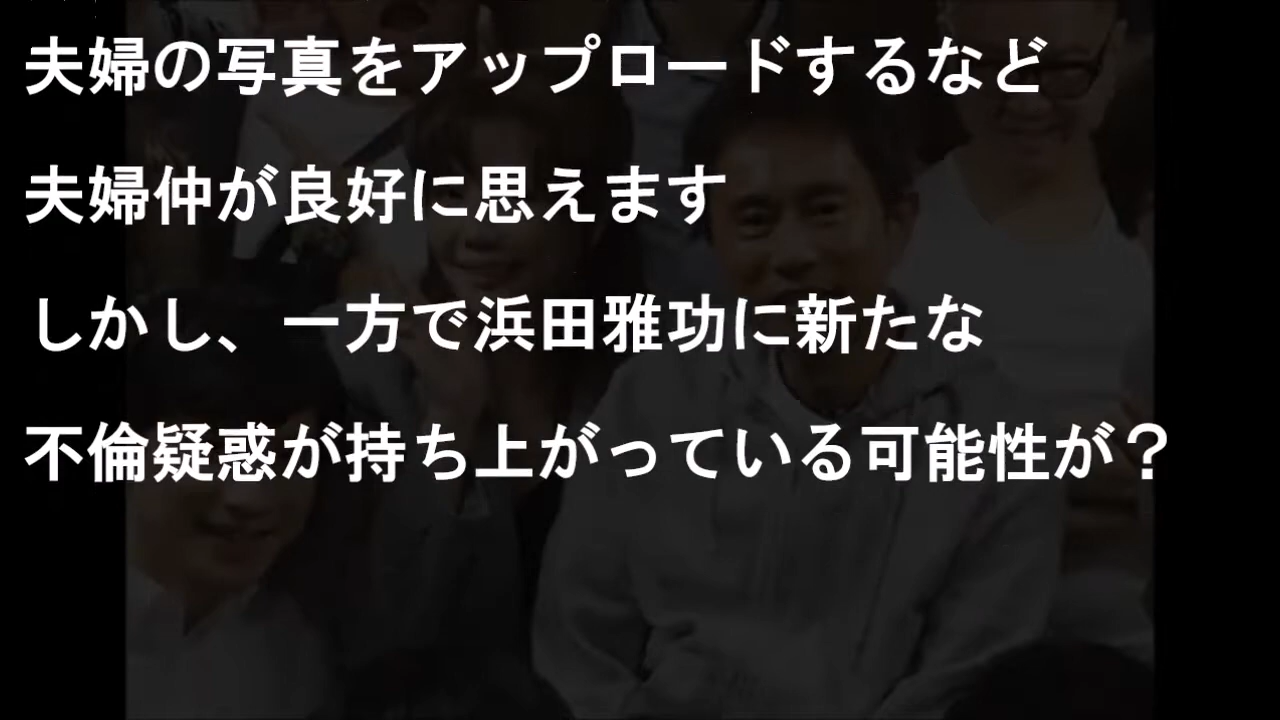 夫婦の写真をアップロードするなど
夫婦仲が良好に思えます
しかし、一方で浜田雅功に新たな
不倫疑惑が持ち上がっている可能性が？